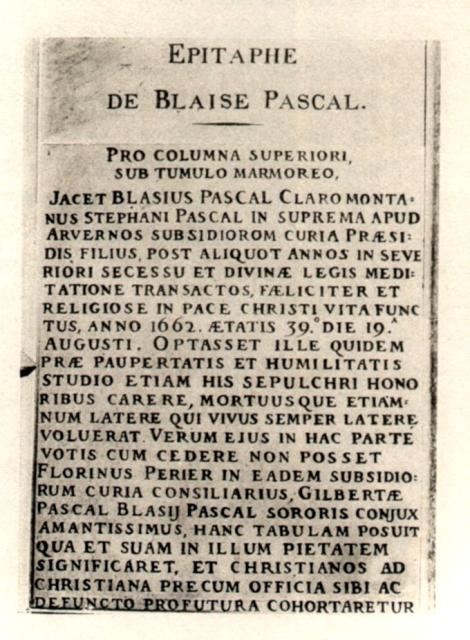 EPITAPHE
DE BLAISE PASCAL.
PRO COLUMNA SUPERIORI,
SUB TUMULO MARMOREO,
JACET BLASIUS PASCAL CLAROMONTA:
NUS STEPHANI PASCAL IN SUPREMA APUD
ARVERNOS SUBSIDIOROM CURIA PRÆSI:
DIS FILIUS, POST ALIQUOT ANNOS IN SEVE
RIORI SECESSU ET DIVINÆ LEGIS MEDI:
TATIONE TRANSACTOS, FÆLICITER ET
RELIGIOSE IN PACE CHRISTI VITA FUNC
TUS, ANNO 1662. ÆTATIS 39.° DIE 19.ᴬ
AUGUSTI. OPTASSET ILLE QUIDEM
PRÆ PAUPERTATIS ET HUMILITATIS
STUDIO ETIAM HIS SEPULCHRI HONO
RIBUS CARERE, MORTUUSQUE ETIAM:
NUM LATERE QUI VIVUS SEMPER LATERE
VOLUERAT. VERUM EJUS IN HAC PARTE
VOTIS CUM CEDERE NON POSSET
FLORINUS PERIER IN EADEM SUBSIDIO:
RUM CURIA CONSILIARIUS, GILBERTÆ
PASCAL BLASIJ PASCAL SORORIS CONJUX
AMANTISSIMUS, HANC TABULAM POSUIT
QUA ET SUAM IN ILLUM PIETATEM
SIGNIFICARET, ET CHRISTIANOS AD
CHRISTIANA PRECUM OFFICIA SIBI AC
DEFUNCTO PROFUTURA COHORTARETUR